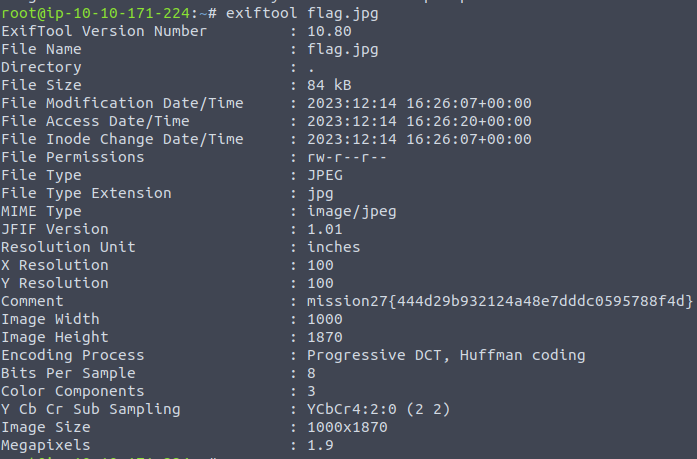 root@ip-10-10-171-224:~# exiftool flag.jpg
ExifTool Version Number         : 10.80
File Name                       : flag.jpg
Directory                       : .
File Size                       : 84 kB
File Modification Date/Time     : 2023:12:14 16:26:07+00:00
File Access Date/Time           : 2023:12:14 16:26:20+00:00
File Inode Change Date/Time     : 2023:12:14 16:26:07+00:00
File Permissions                : rw-r--r--
File Type                       : JPEG
File Type Extension             : jpg
MIME Type                       : image/jpeg
JFIF Version                    : 1.01
Resolution Unit                 : inches
X Resolution                    : 100
Y Resolution                    : 100
Comment                         : mission27{444d29b932124a48e7dddc0595788f4d}
Image Width                     : 1000
Image Height                    : 1870
Encoding Process                : Progressive DCT, Huffman coding
Bits Per Sample                 : 8
Color Components                : 3
Y Cb Cr Sub Sampling            : YCbCr4:2:0 (2 2)
Image Size                      : 1000x1870
Megapixels                      : 1.9